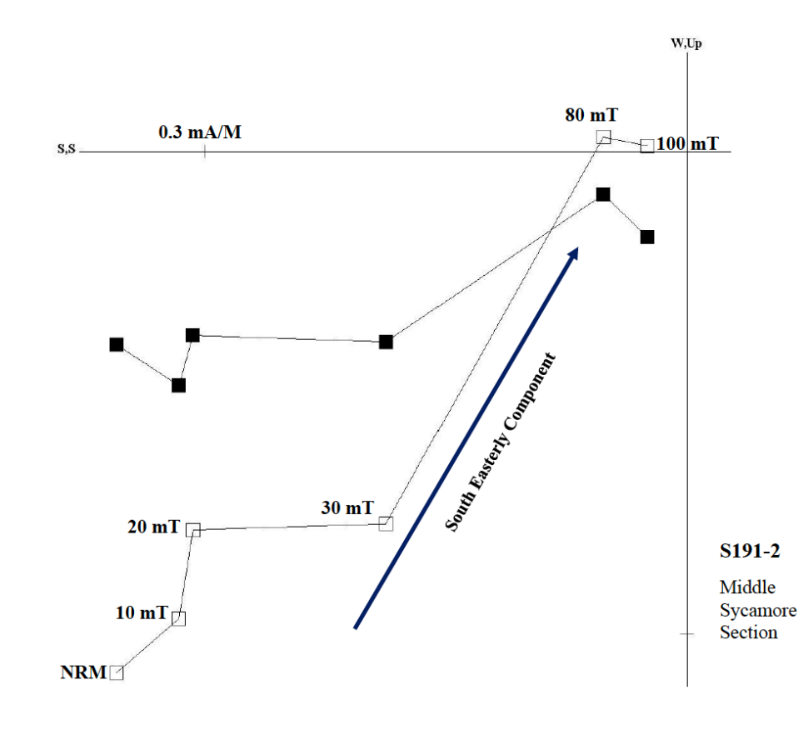 W,Up
80 mT
0.3 mA/M
S,S
100 mT
South Easterly Component
30 mT
20 mT
S191-2
Middle
Sycamore
Section
10 mT
NRM